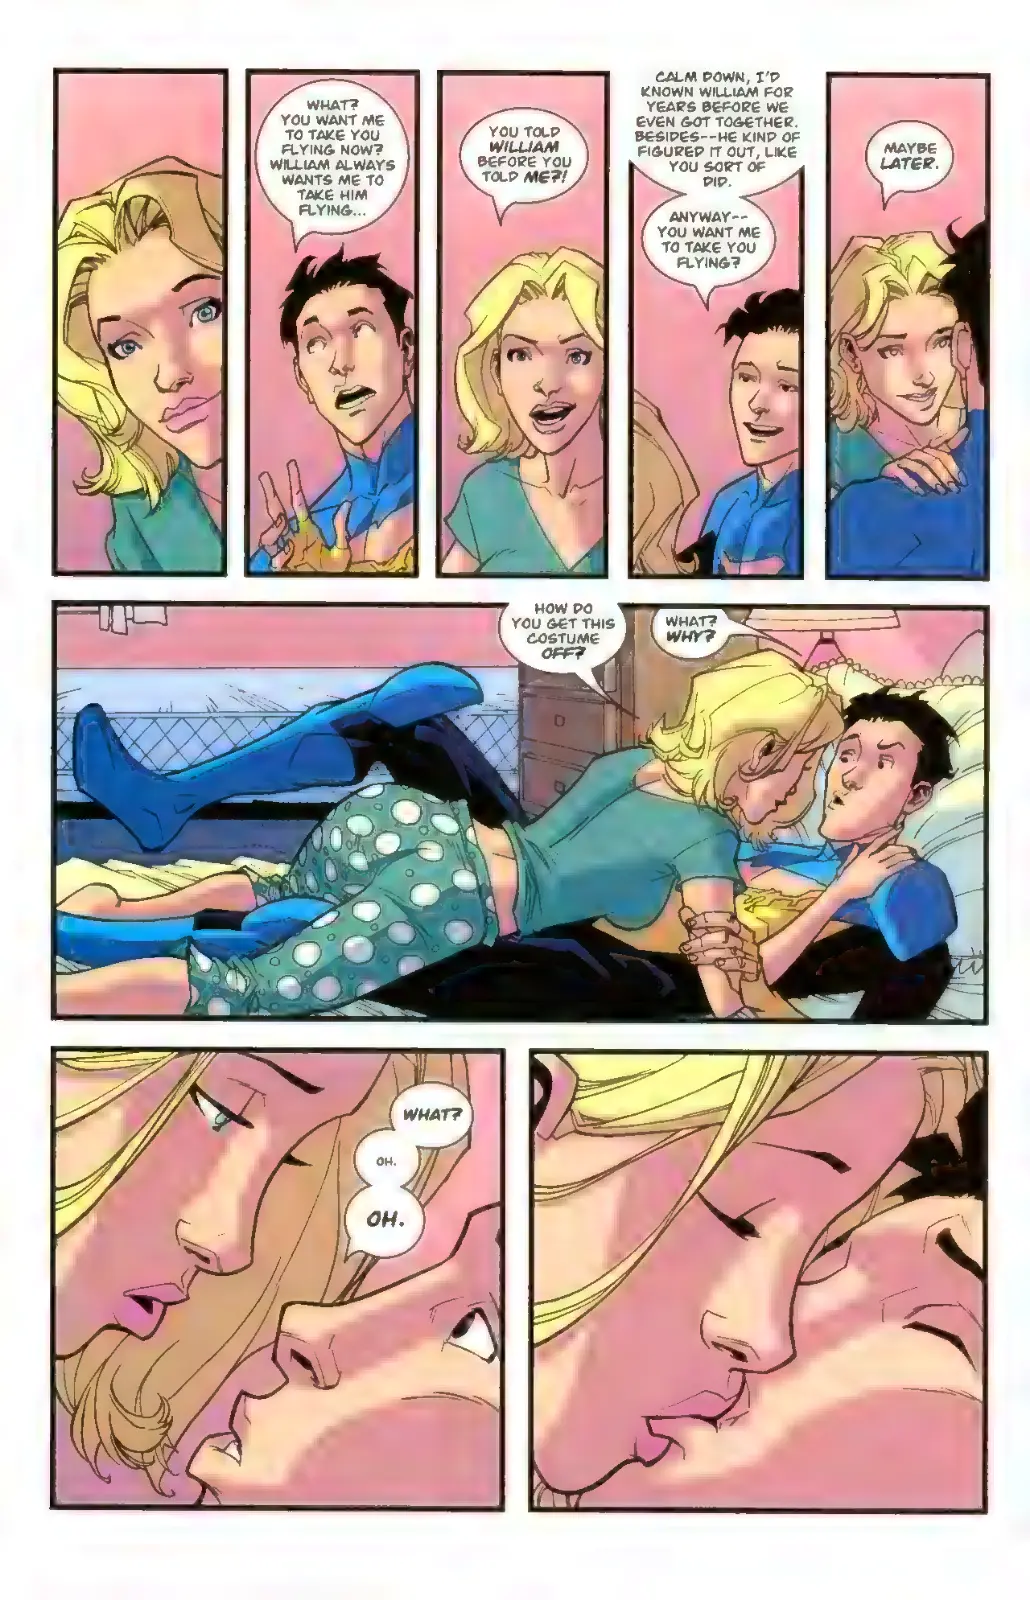 WHAT?
YOU WANT ME
TO TAKE YOU
FLYING NOW?
WILLIAM ALWAYS
WANTS ME TO
TAKE HIM
FLYING...
YOU TOLD
WILLIAM
BEFORE YOU
TOLD ME?!
CALM DOWN, I'D
KNOWN WILLIAM FOR
YEARS BEFORE WE
EVEN GOT TOGETHER.
BESIDES--HE KIND OF
FIGURED IT OUT, LIKE
YOU SORT OF
DID.
ANYWAY--
YOU WANT ME
TO TAKE YOU
FLYING?
MAYBE
LATER.
HOW DO
YOU GET THIS
COSTUME
OFF?
WHAT?
WHY?
WHAT?
OH.
OH.